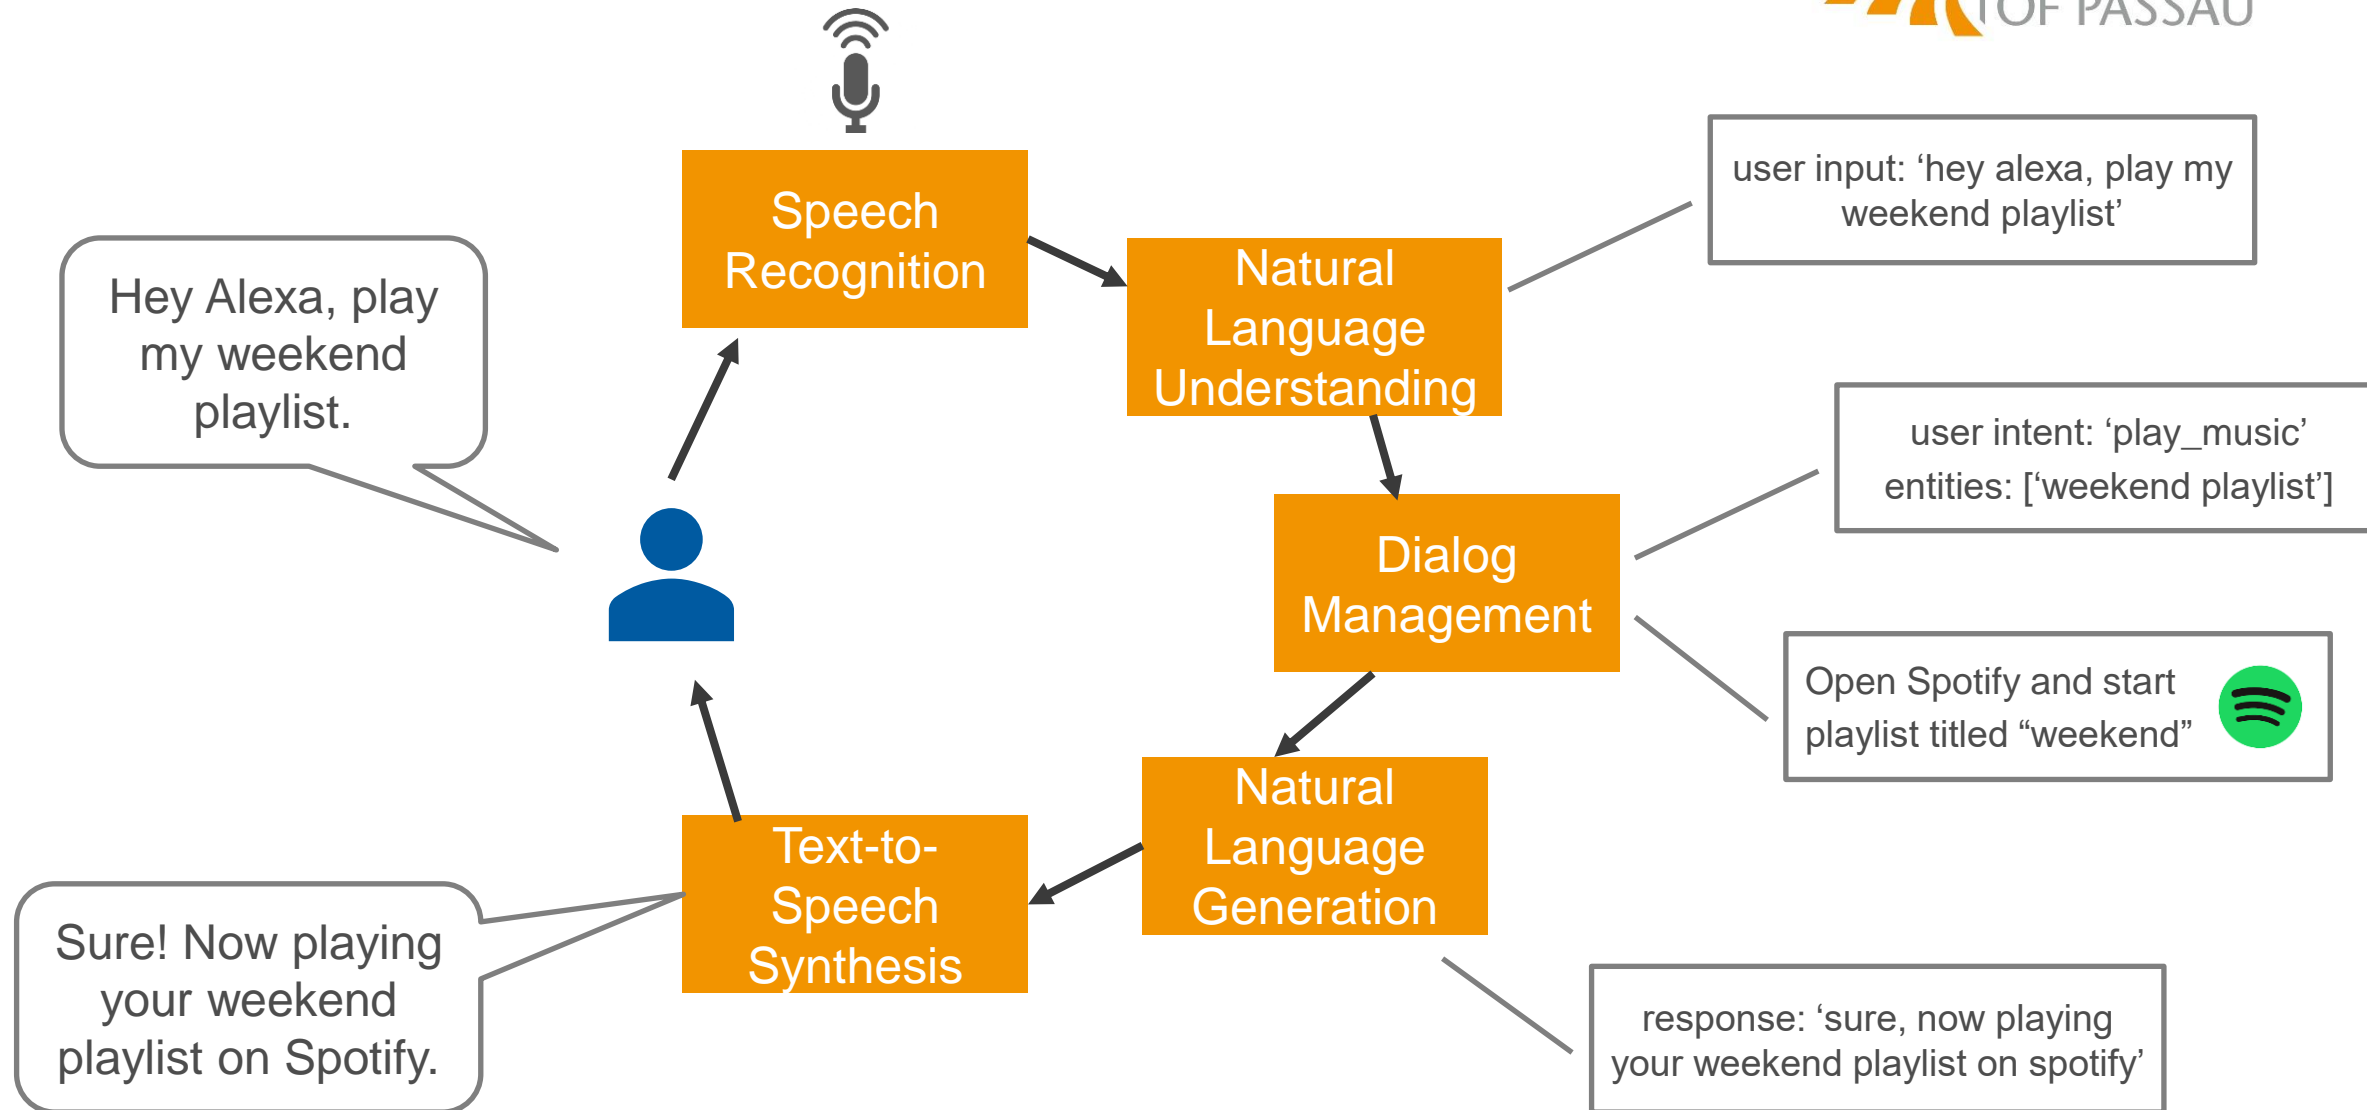 OF PASSAU
Speech
Recognition
user input: ‘hey alexa, play my
weekend playlist’
Hey Alexa, play
my weekend
playlist.
Natural
Language
Understanding
user intent: ‘play_music’
entities: [‘weekend playlist’]
Dialog
Management
Open Spotify and start
playlist titled “weekend”
Natural
Language
Generation
Text-to-
Speech
Synthesis
Sure! Now playing
your weekend
playlist on Spotify.
response: ‘sure, now playing
your weekend playlist on spotify’